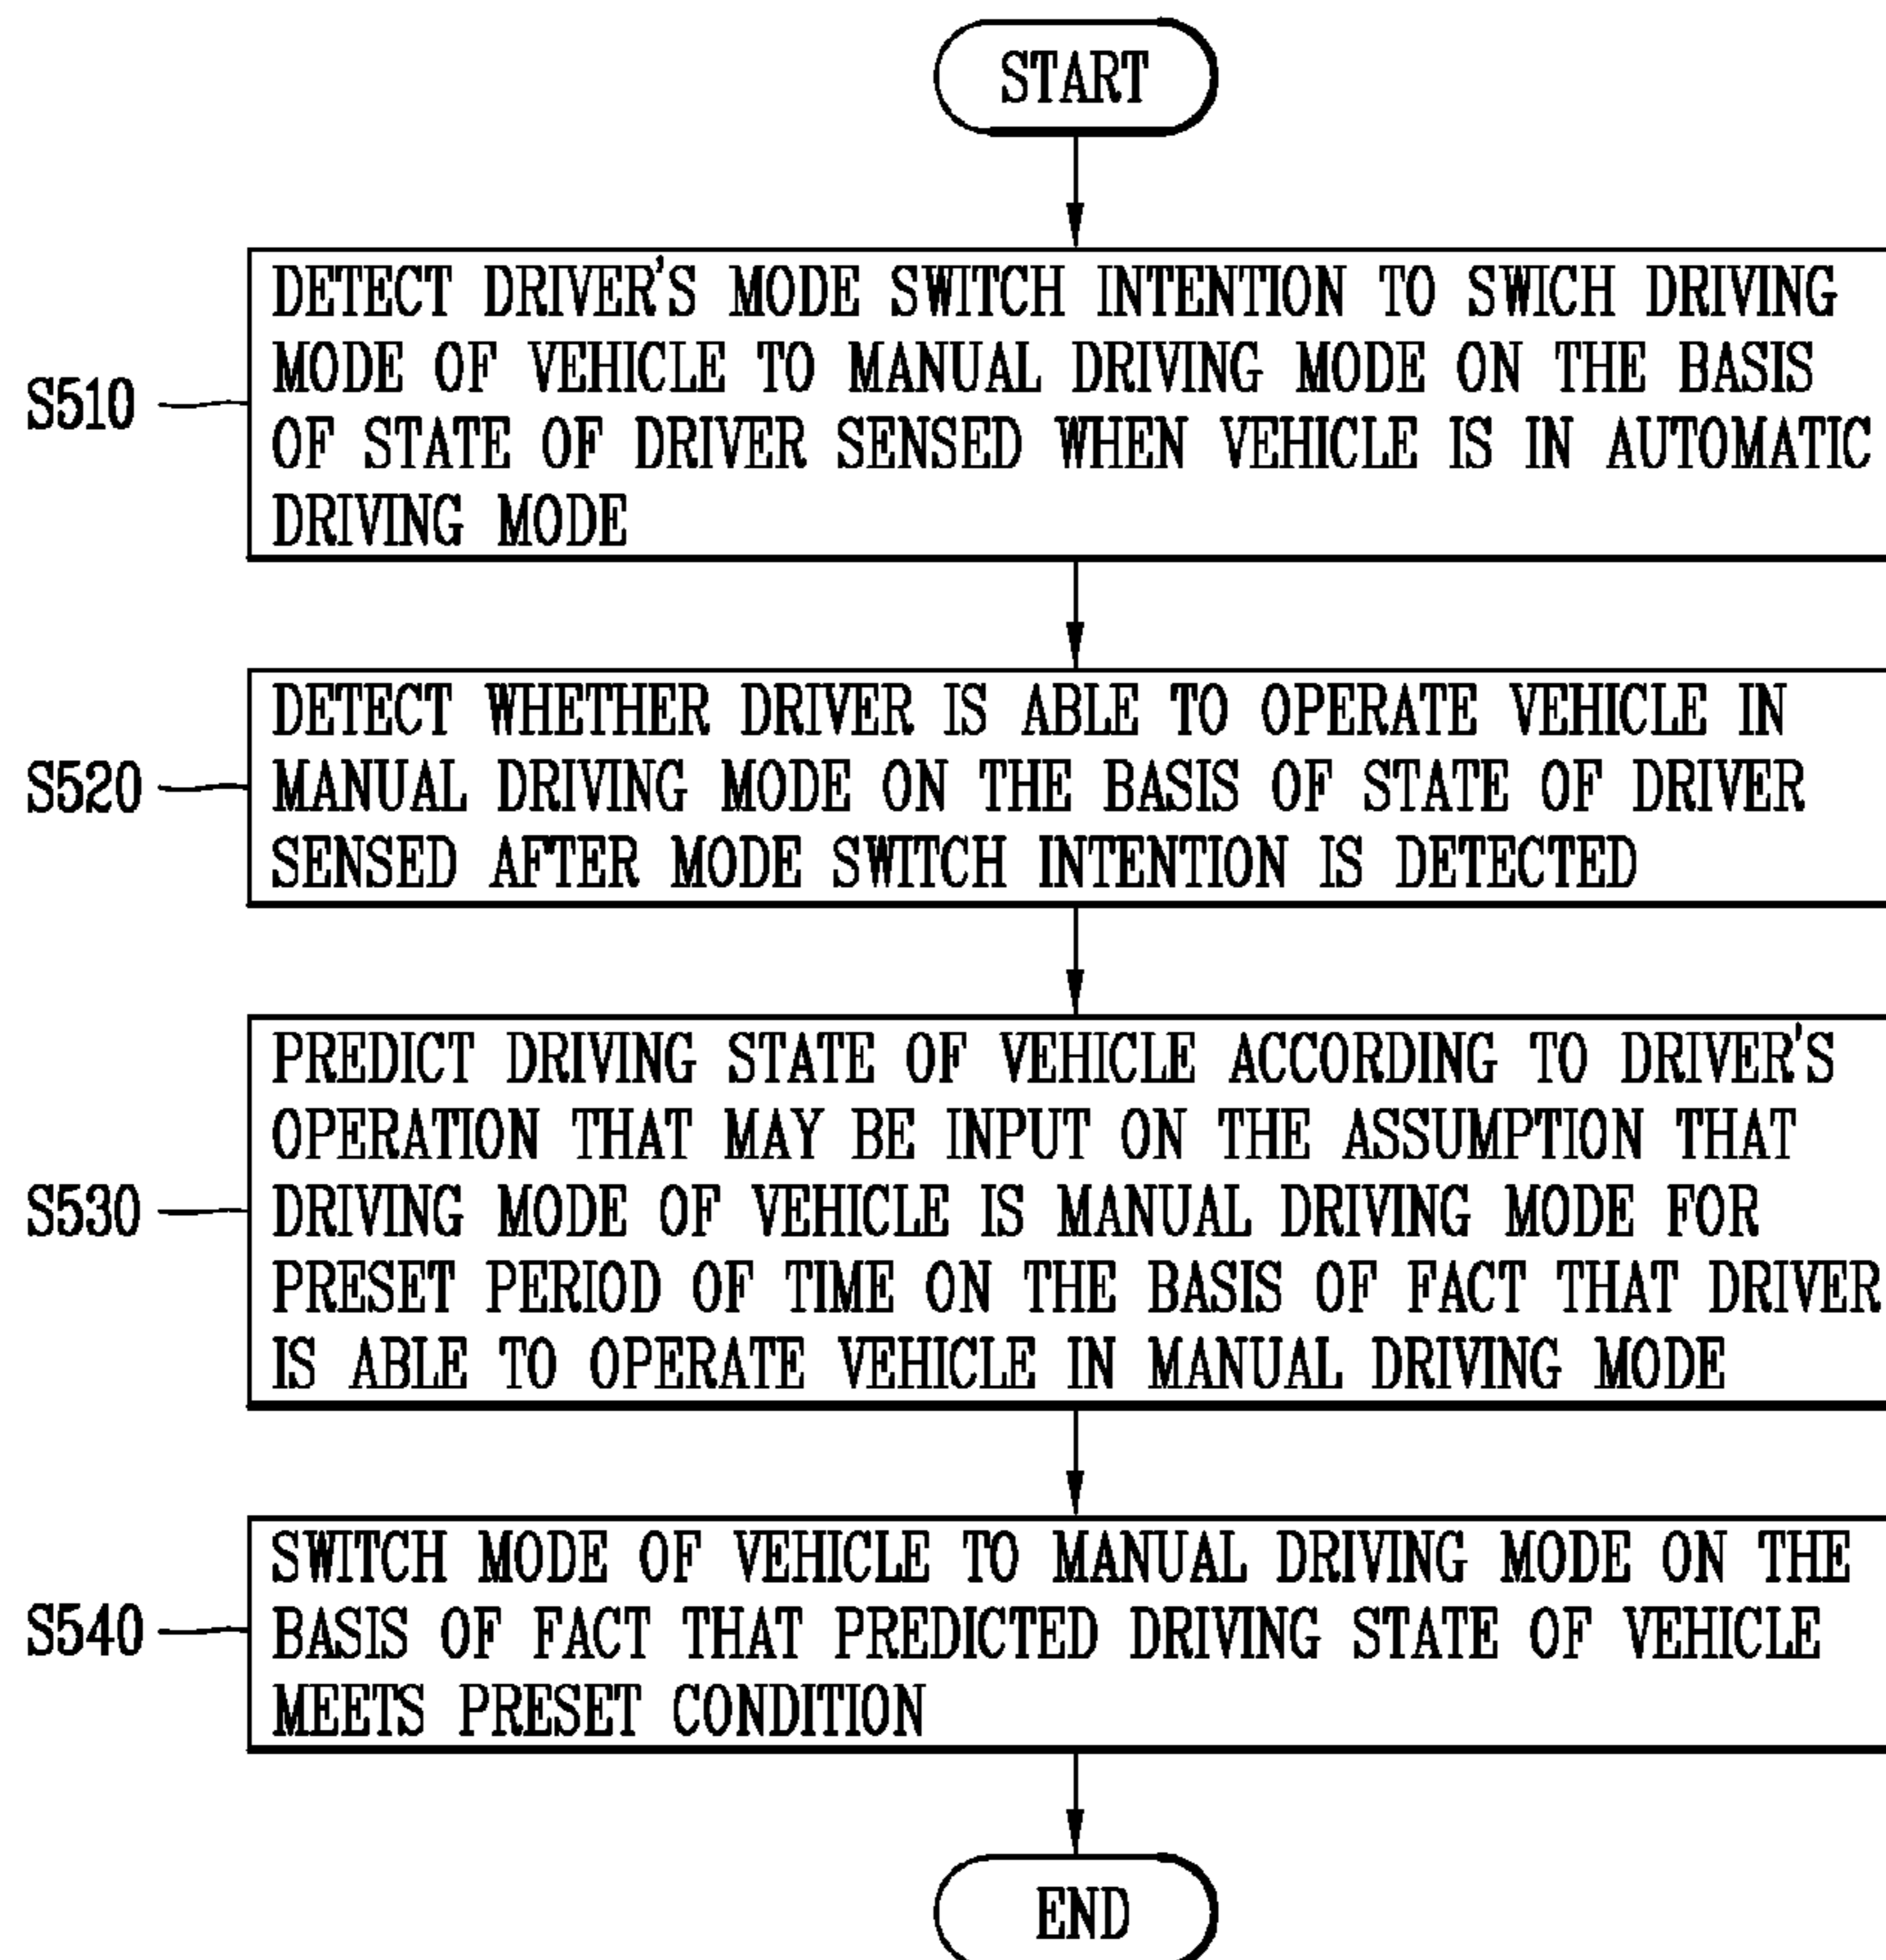 START
DETECT DRIVER'S MODE SWITCH INTENTION TO SWICH DRIVING
MODE OF VEHICLE TO MANUAL DRIVING MODE ON THE BASIS
OF STATE OF DRIVER SENSED WHEN VEHICLE IS IN AUTOMATIC
DRIVING MODE
S510
DETECT WHETHER DRIVER IS ABLE TO OPERATE VEHICLE IN
MANUAL DRIVING MODE ON THE BASIS OF STATE OF DRIVER
SENSED AFTER MODE SWITCH INTENTION IS DETECTED
S520
PREDICT DRIVING STATE OF VEHICLE ACCORDING TO DRIVER'S
OPERATION THAT MAY BE INPUT ON THE ASSUMPTION THAT
DRIVING MODE OF VEHICLE IS MANUAL DRIVING MODE FOR
PRESET PERIOD OF TIME ON THE BASIS OF FACT THAT DRIVER
IS ABLE TO OPERATE VEHICLE IN MANUAL DRIVING MODE
S530
SWITCH MODE OF VEHICLE TO MANUAL DRIVING MODE ON THE
BASIS OF FACT THAT PREDICTED DRIVING STATE OF VEHICLE
MEETS PRESET CONDITION
S540
END